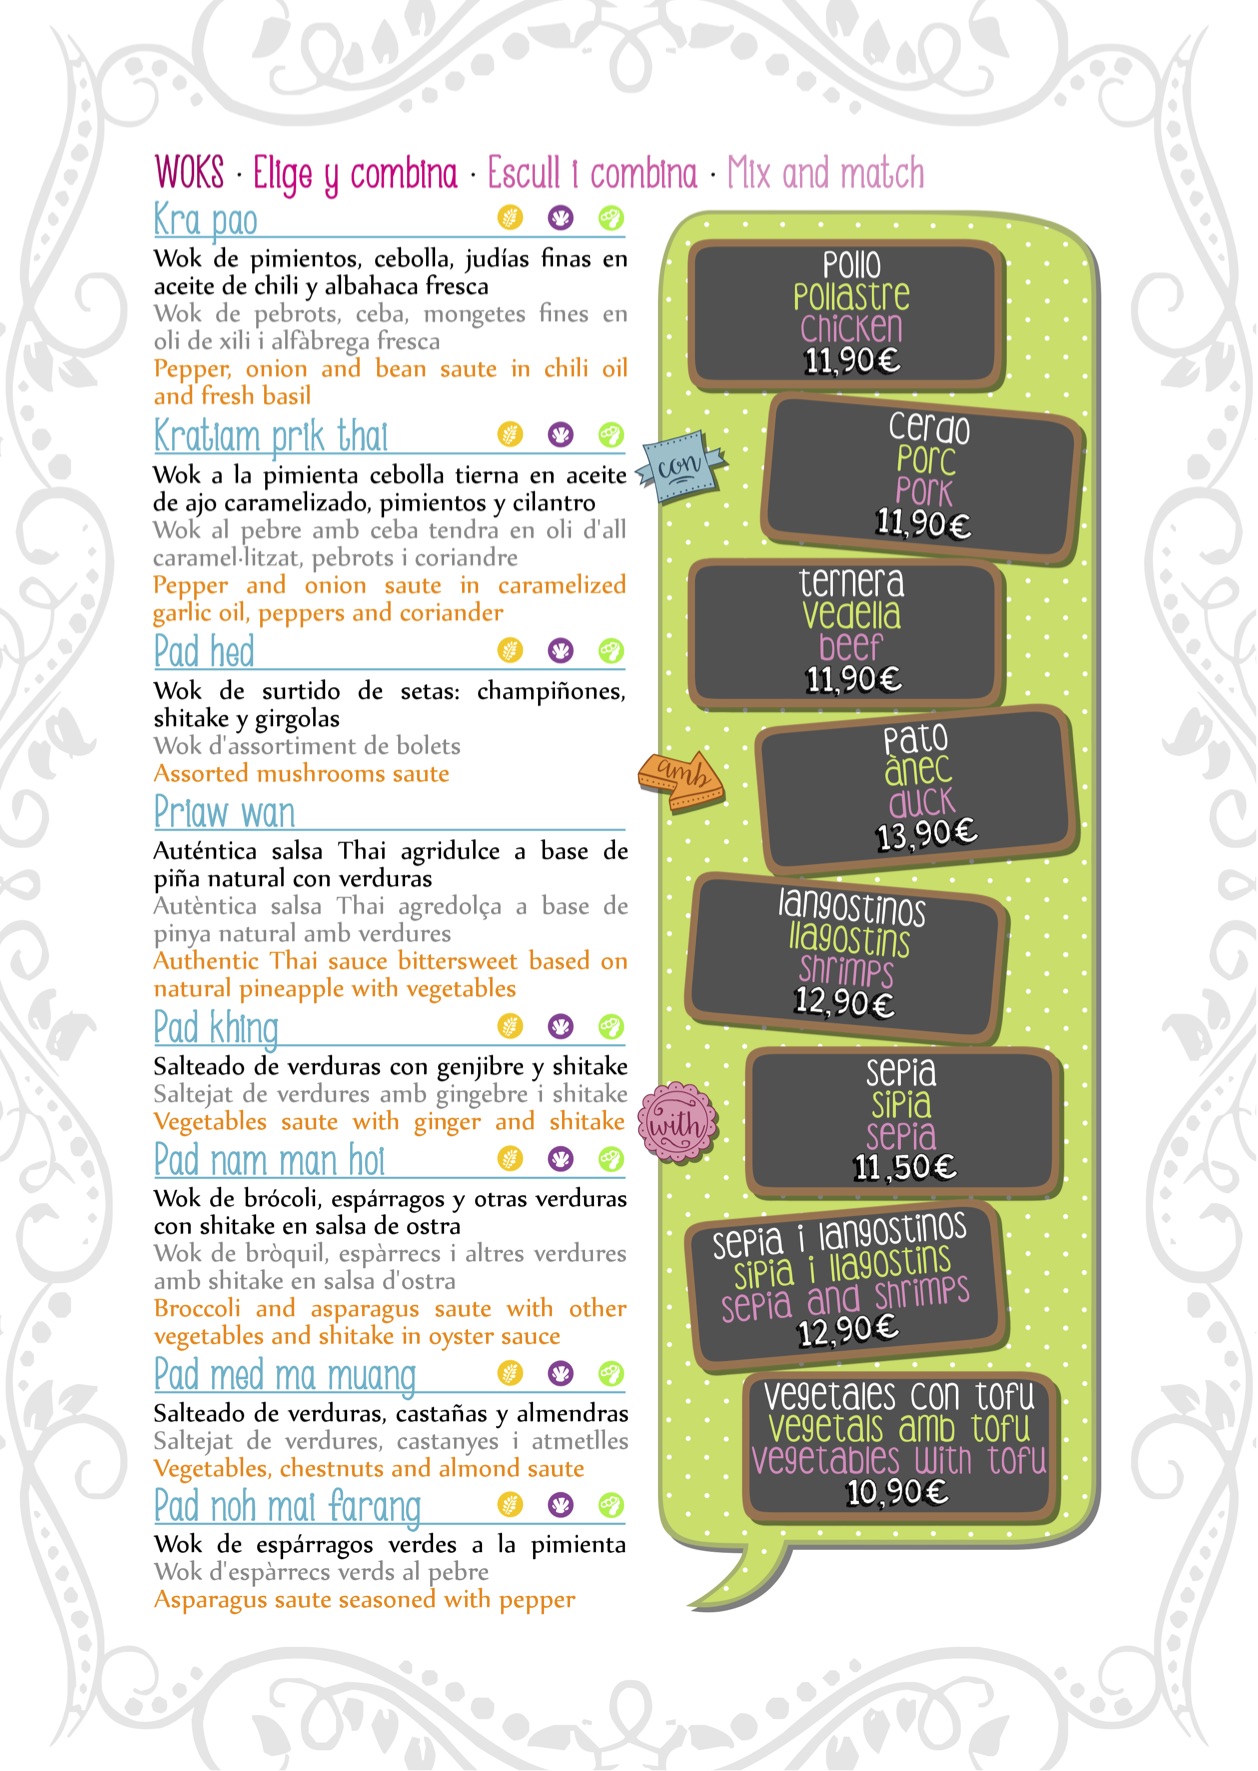 WOKS · Elige y combina · Escull i combina · Mix and match
Kra pao
Wok de pimientos, cebolla, judías finas en
aceite de chili y albahaca fresca
Wok de pebrots, ceba, mongetes fines en
oli de xili i alfàbrega fresca
Pepper, onion and bean saute in chili oil
and fresh basil
Kratiam prik thai
Wok a la pimienta cebolla tierna en aceite
de ajo caramelizado, pimientos y cilantro
Wok al pebre amb ceba tendra en oli d'all
caramel·litzat, pebrots i coriandre
Pepper and onion saute in caramelized
garlic oil, peppers and coriander
Pad hed
Wok de surtido de setas: champiñones,
shitake y girgolas
Wok d'assortiment de bolets
Assorted mushrooms saute
Priaw wan
Auténtica salsa Thai agridulce a base de
piña natural con verduras
Autèntica salsa Thai agredolça a base de
pinya natural amb verdures
Authentic Thai sauce bittersweet based on
natural pineapple with vegetables
Pad khing
Salteado de verduras con genjibre y shitake
Saltejat de verdures amb gingebre i shitake
Vegetables saute with ginger and shitake
Pad nam man hoi
Wok de brócoli, espárragos y otras verduras
con shitake en salsa de ostra
Wok de bròquil, espàrrecs i altres verdures
amb shitake en salsa d'ostra
Broccoli and asparagus saute with other
vegetables and shitake in oyster sauce
Pad med ma muang
Salteado de verduras, castañas y almendras
Saltejat de verdures, castanyes i atmetlles
Vegetables, chestnuts and almond saute
Pad noh mai farang
Wok de espárragos verdes a la pimienta
Wok d'espàrrecs verds al pebre
Asparagus saute seasoned with pepper
con
amb
with
pollo
pollastre
chicken
11,90€
cerdo
porc
pork
11,90€
ternera
vedella
beef
11,90€
pato
ànec
duck
13,90€
langostinos
llagostins
shrimps
12,90€
sepia
sipia
sepia
11,50€
sepia i langostinos
sipia i llagostins
sepia and shrimps
12,90€
vegetales con tofu
vegetals amb tofu
vegetables with tofu
10,90€